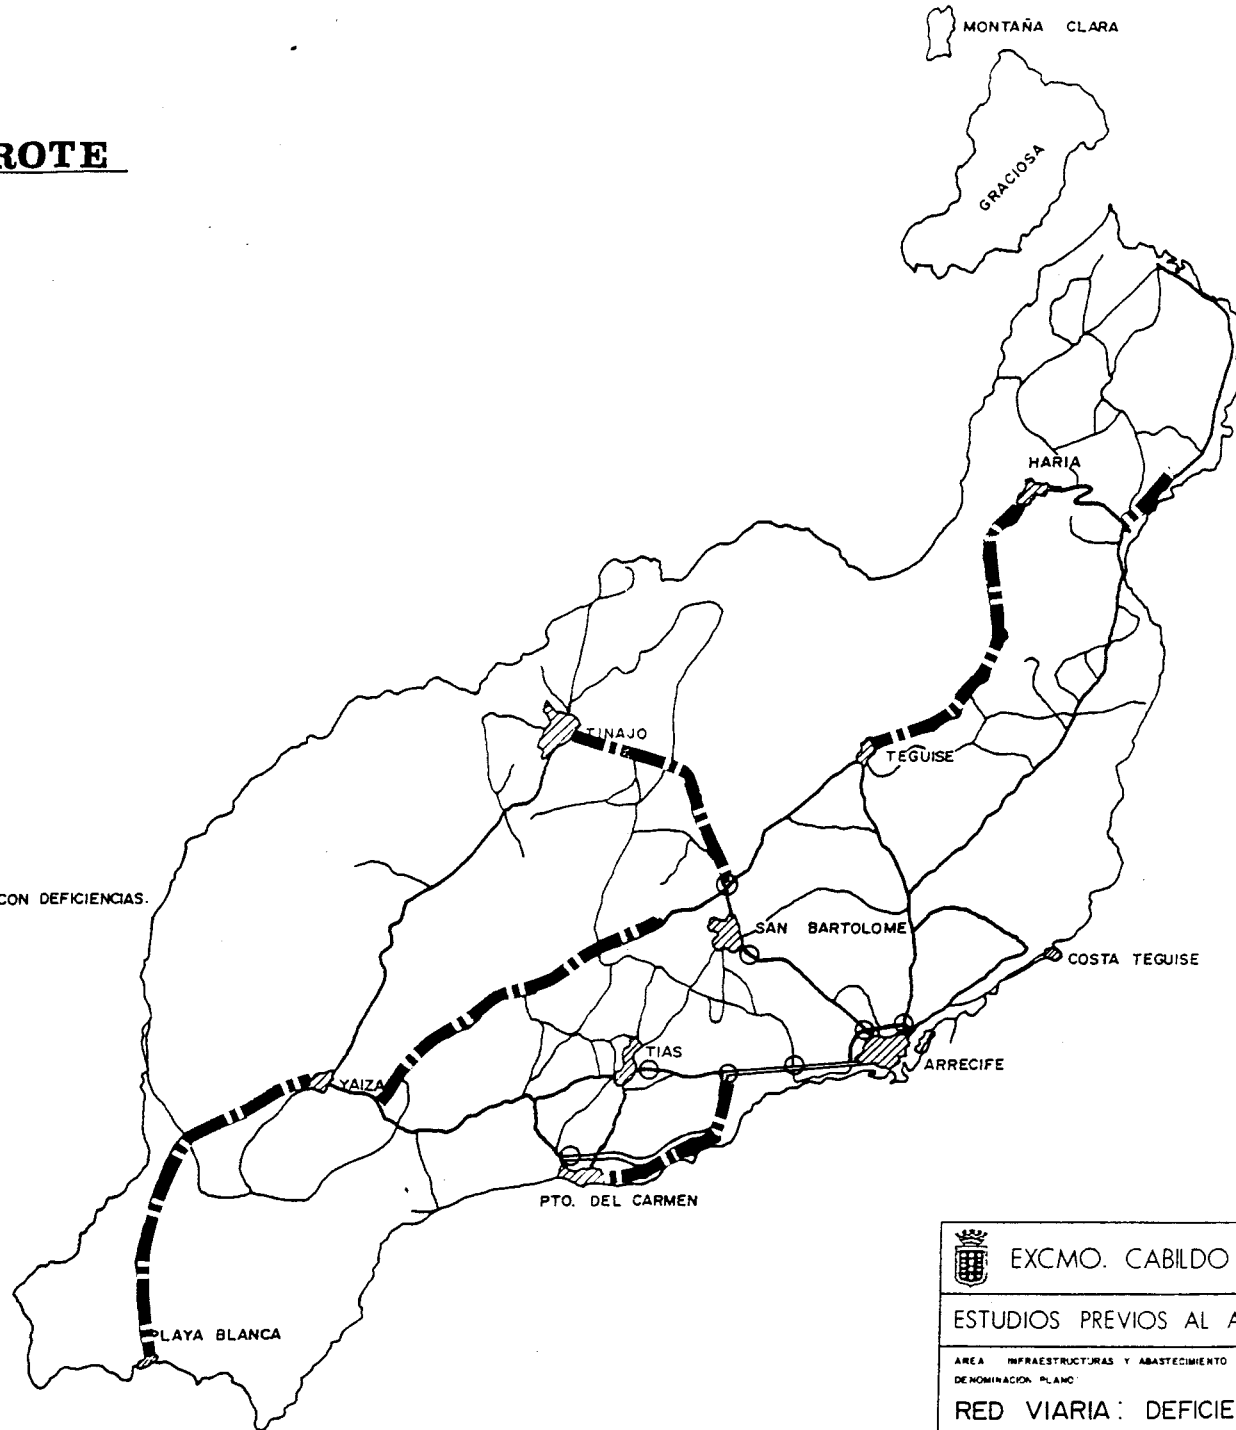 MONTAÑA CLARA
ROTE
GRACIOSA
HARIA
TINAJO
TEGUISE
CON DEFICIENCIAS.
SAN BARTOLOME
COSTA TEGUISE
TIAS
ARRECIFE
YAIZA
PTO. DEL CARMEN
PLAYA BLANCA
EXCMO. CABILDO
ESTUDIOS PREVIOS AL A
AREA INFRAESTRUCTURAS Y ABASTECIMIENTO
DENOMINACION PLANO
RED VIARIA: DEFICIE